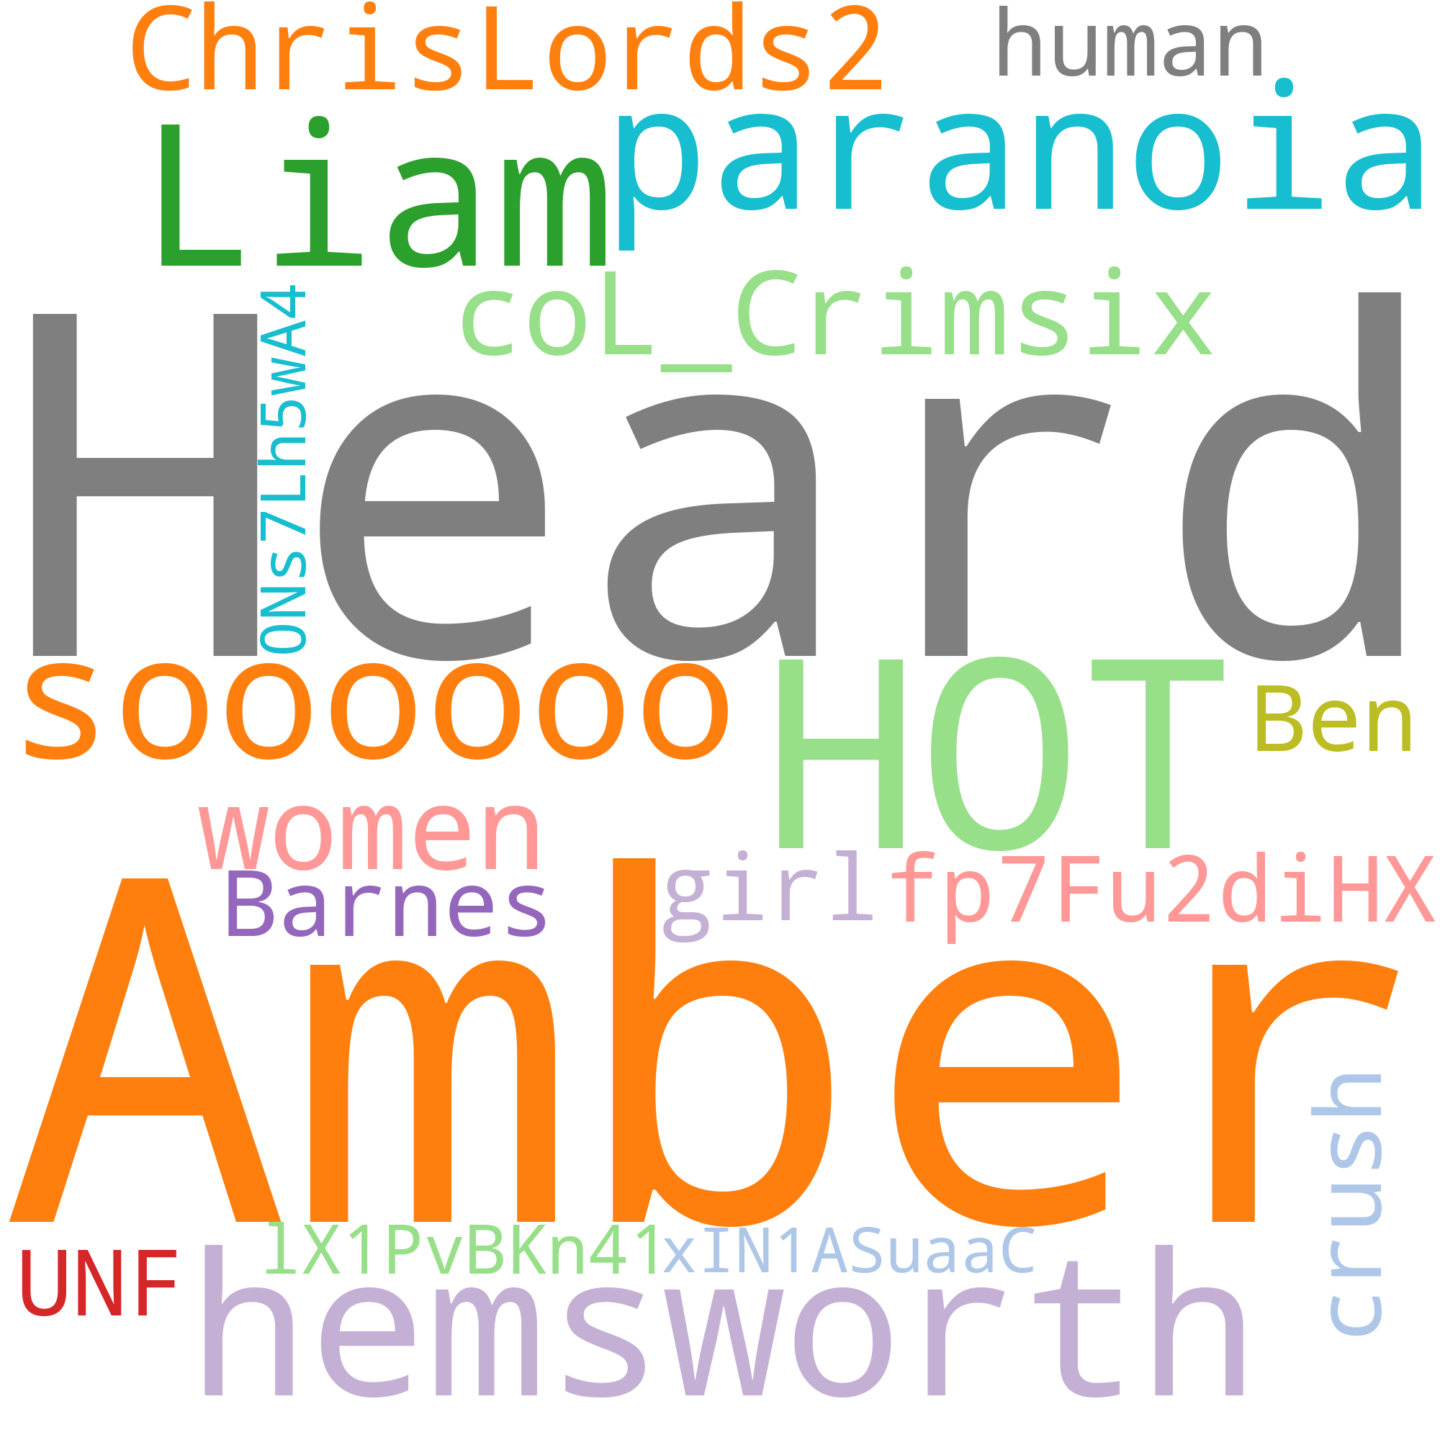 ChrisLords2
human
Liam
paranoia
coL_Crimsix
0Ns7Lh5wA4
Heard
soooooo
HOT
Ben
women
Barnes
girl
fp7Fu2diHX
Amber
crush
lX1PvBKn41
xIN1ASuaaC
UNF
hemsworth